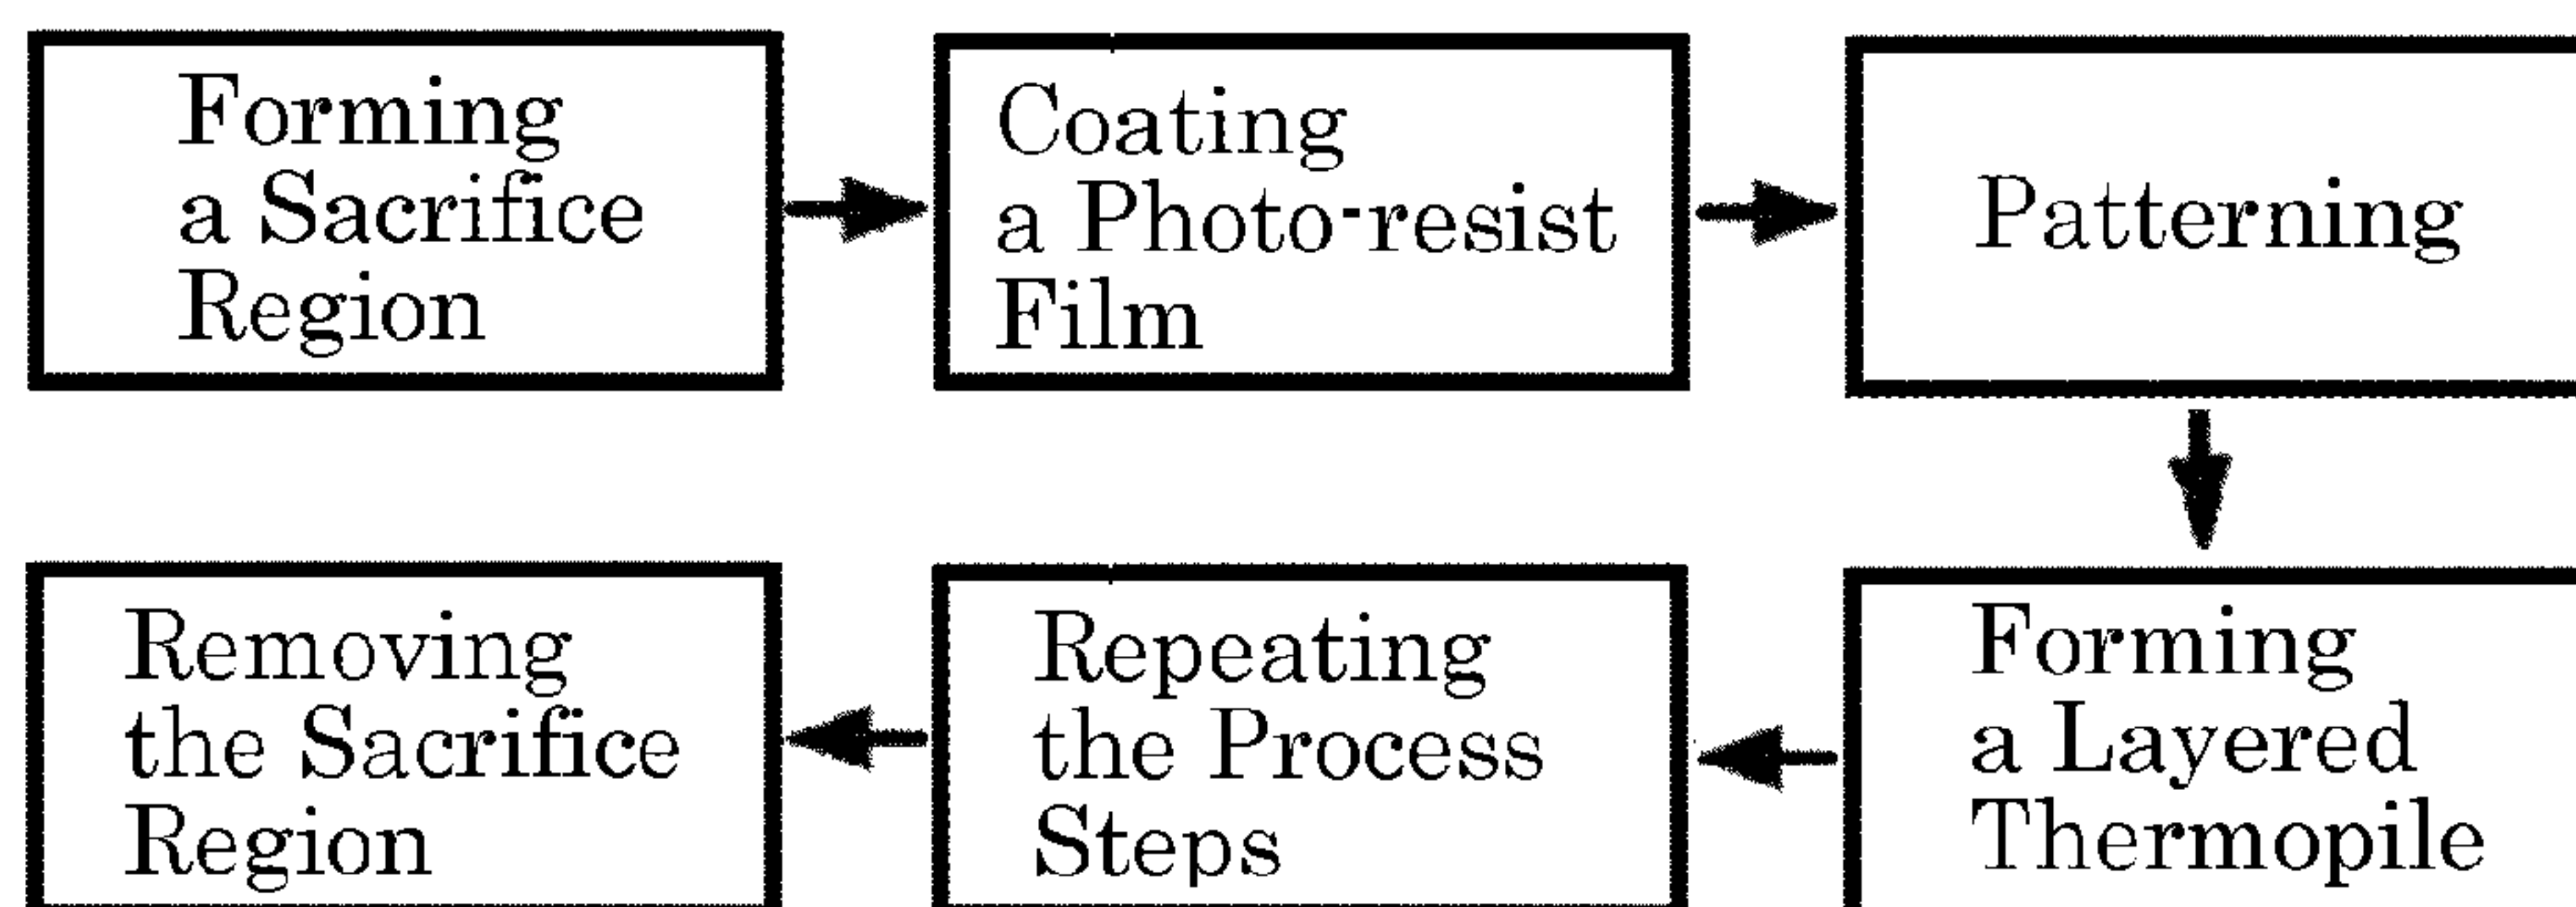 Forming
a Sacrifice
Region
Coating
a Photo-resist
Film
Patterning
Forming
a Layered
Thermopile
Repeating
the Process
Steps
Removing
the Sacrifice
Region